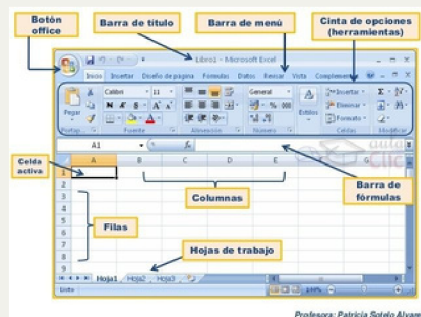 Botón office
Barra de título
Barra de menú
Cinta de opciones (herramientas)
Libro1 - Microsoft Excel
Inicio Insertar Diseño de página Fórmulas Datos Revisar Vista Complementos
Calibri 11 General Insertar
Pegar N K S Estilos Eliminar
Formato
Portap... Fuente Alineación Número Celdas Modificar
A1 fx
aulaClic
Celda activa
A B C D E G
1
2
3
4
5
6
7
8
9
Columnas
Barra de fórmulas
Filas
Hojas de trabajo
Hoja1 Hoja2 Hoja3
Listo 100%
Profesora: Patricia Sotelo Alvare